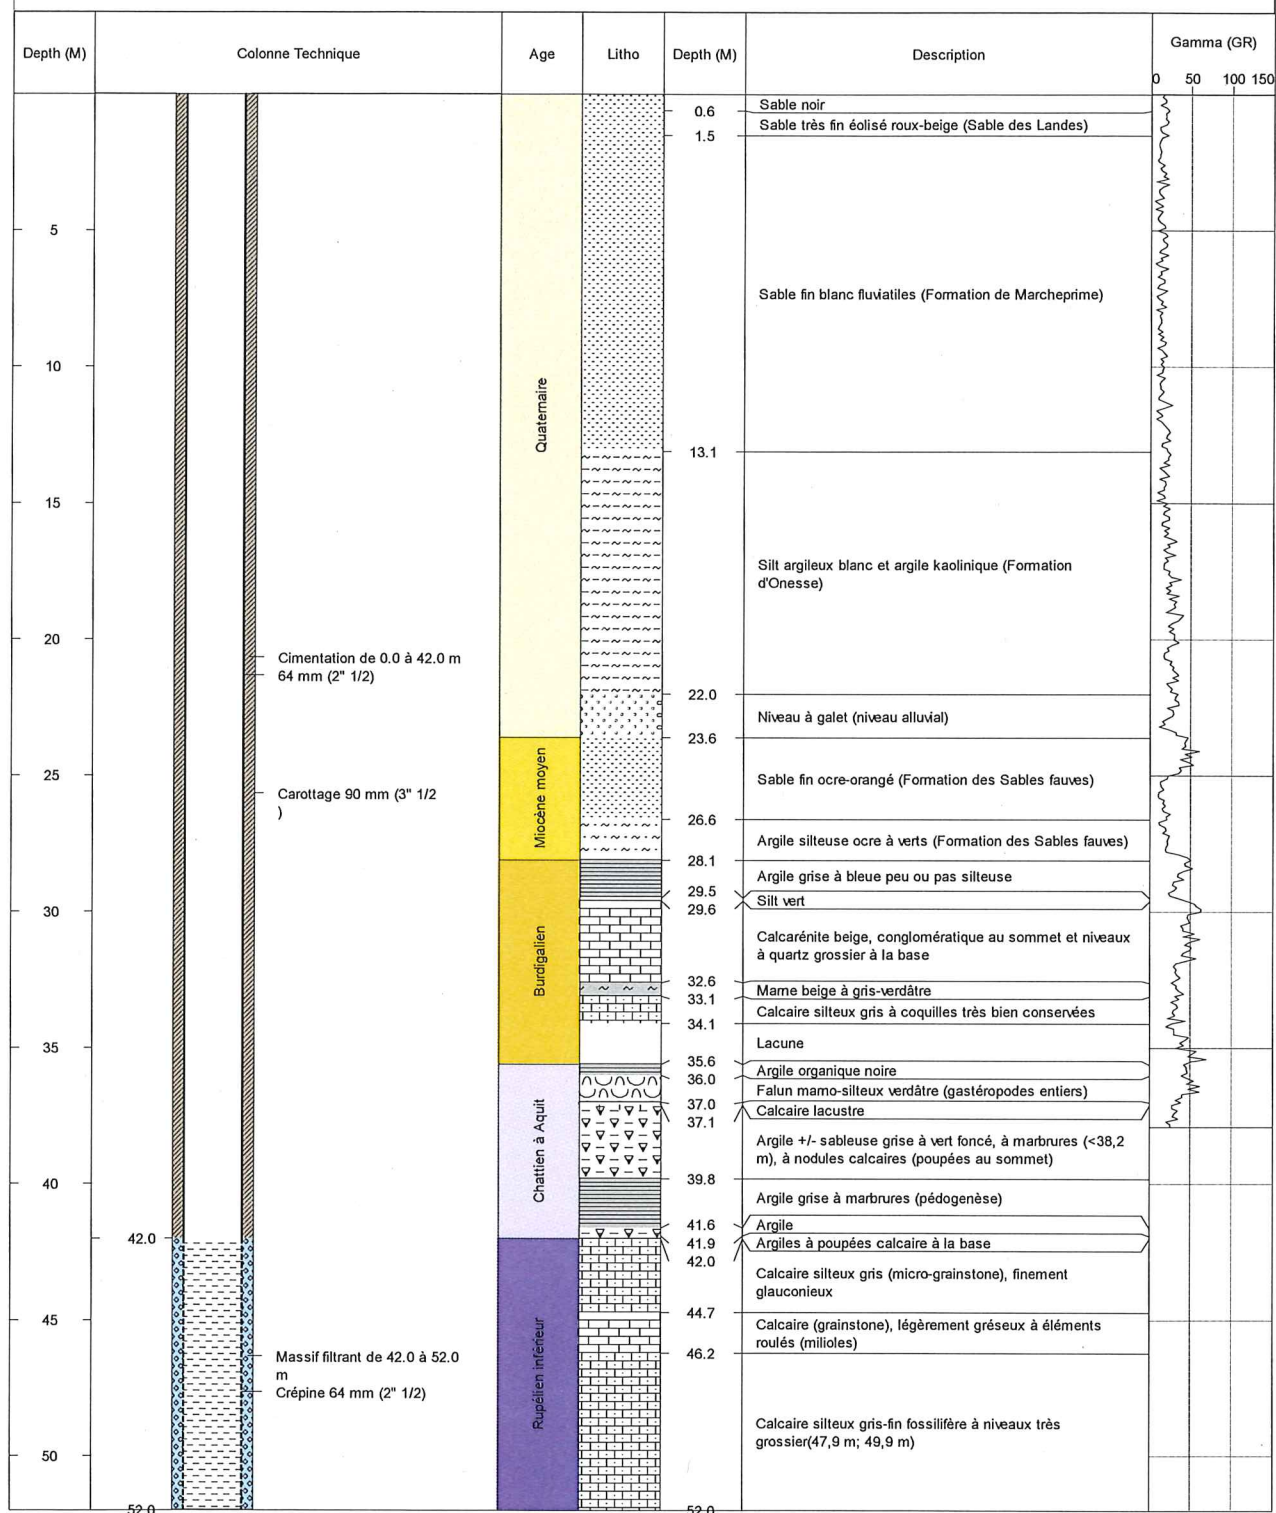 Depth (M)
Colonne Technique
Age
Litho
Depth (M)
Description
Gamma (GR)
0 50 100 150
5
10
15
20
25
30
35
40
42.0
45
50
52.0
Cimentation de 0.0 à 42.0 m
64 mm (2" 1/2)
Carottage 90 mm (3" 1/2
)
Massif filtrant de 42.0 à 52.0
m
Crépine 64 mm (2" 1/2)
Quaternaire
Miocène moyen
Burdigalien
Chattien à Aquit
Rupélien inférieur
Sable noir
0.6
Sable très fin éolisé roux-beige (Sable des Landes)
1.5
Sable fin blanc fluviatiles (Formation de Marcheprime)
13.1
Silt argileux blanc et argile kaolinique (Formation
d'Onesse)
22.0
Niveau à galet (niveau alluvial)
23.6
Sable fin ocre-orangé (Formation des Sables fauves)
26.6
Argile silteuse ocre à verts (Formation des Sables fauves)
28.1
Argile grise à bleue peu ou pas silteuse
29.5
Silt vert
29.6
Calcarénite beige, conglomératique au sommet et niveaux
à quartz grossier à la base
32.6
Marne beige à gris-verdâtre
33.1
Calcaire silteux gris à coquilles très bien conservées
34.1
Lacune
35.6
Argile organique noire
36.0
Falun marno-silteux verdâtre (gastéropodes entiers)
37.0
Calcaire lacustre
37.1
Argile +/- sableuse grise à vert foncé, à marbrures (<38,2
m), à nodules calcaires (poupées au sommet)
39.8
Argile grise à marbrures (pédogenèse)
41.6
Argile
41.9
Argiles à poupées calcaire à la base
42.0
Calcaire silteux gris (micro-grainstone), finement
glauconieux
44.7
Calcaire (grainstone), légèrement gréseux à éléments
roulés (milioles)
46.2
Calcaire silteux gris-fin fossilifère à niveaux très
grossier(47,9 m; 49,9 m)
52.0